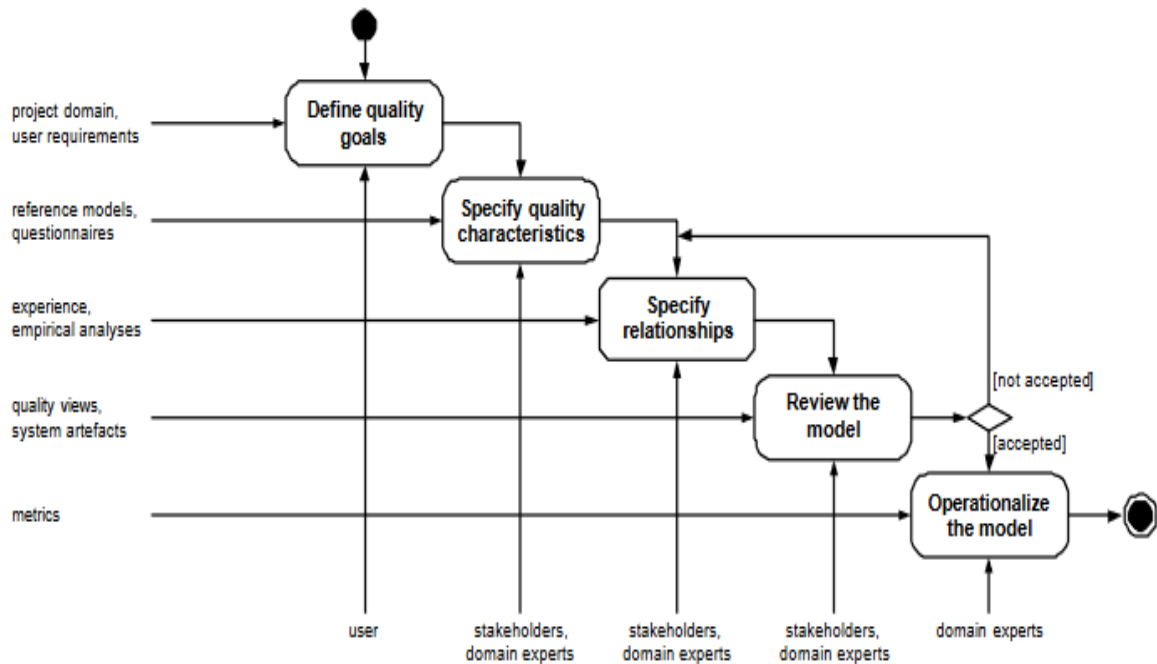 project domain,
user requirements
Define quality
goals
reference models,
questionnaires
Specify quality
characteristics
experience,
empirical analyses
Specify
relationships
quality views,
system artefacts
Review the
model
[not accepted]
[accepted]
metrics
Operationalize
the model
user
stakeholders,
domain experts
stakeholders,
domain experts
stakeholders,
domain experts
domain experts